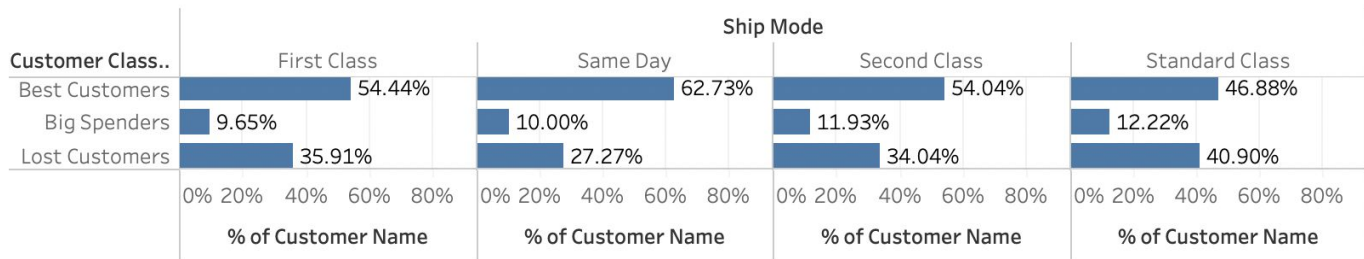 Ship Mode
Customer Class.. First Class Same Day Second Class Standard Class
Best Customers 54.44% 62.73% 54.04% 46.88%
Big Spenders 9.65% 10.00% 11.93% 12.22%
Lost Customers 35.91% 27.27% 34.04% 40.90%
0% 20% 40% 60% 80% 0% 20% 40% 60% 80% 0% 20% 40% 60% 80% 0% 20% 40% 60% 80%
% of Customer Name % of Customer Name % of Customer Name % of Customer Name